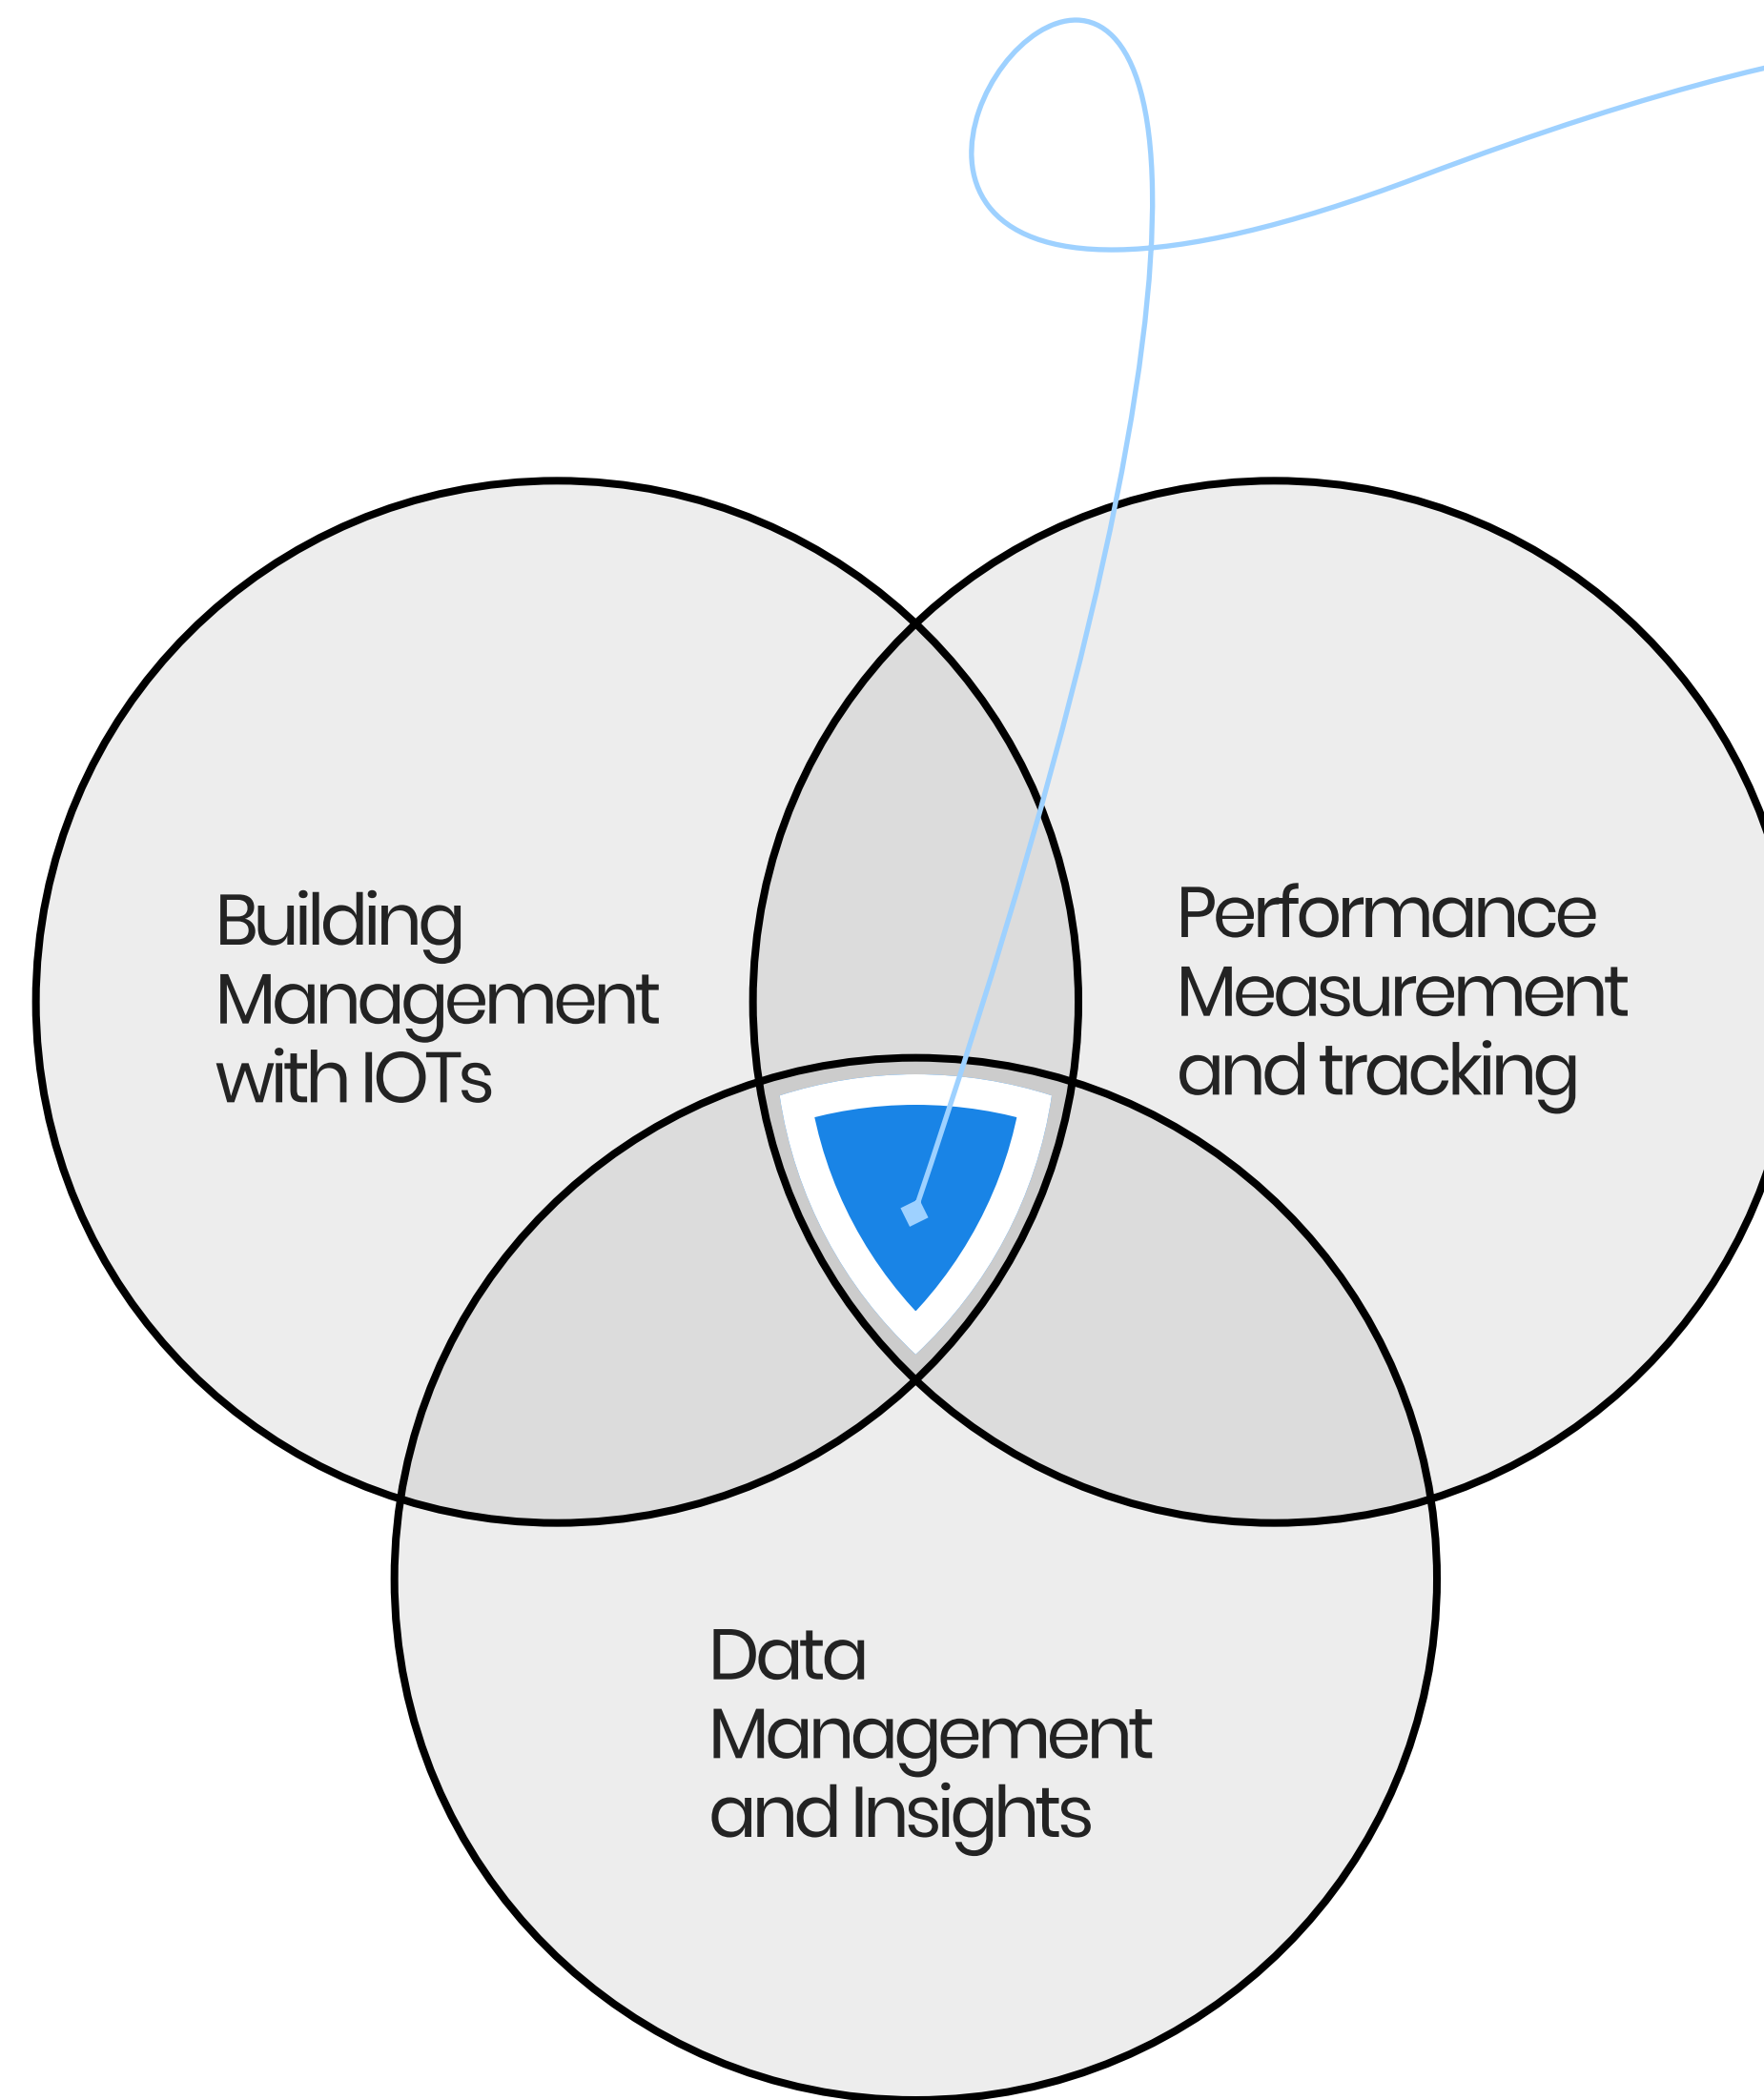 Building
Management
with IOTs
Performance
Measurement
and tracking
Data
Management
and Insights